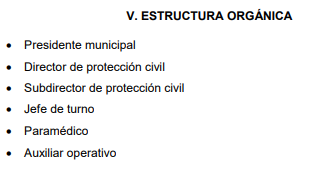 V. ESTRUCTURA ORGÁNICA
• Presidente municipal
• Director de protección civil
• Subdirector de protección civil
• Jefe de turno
• Paramédico
• Auxiliar operativo